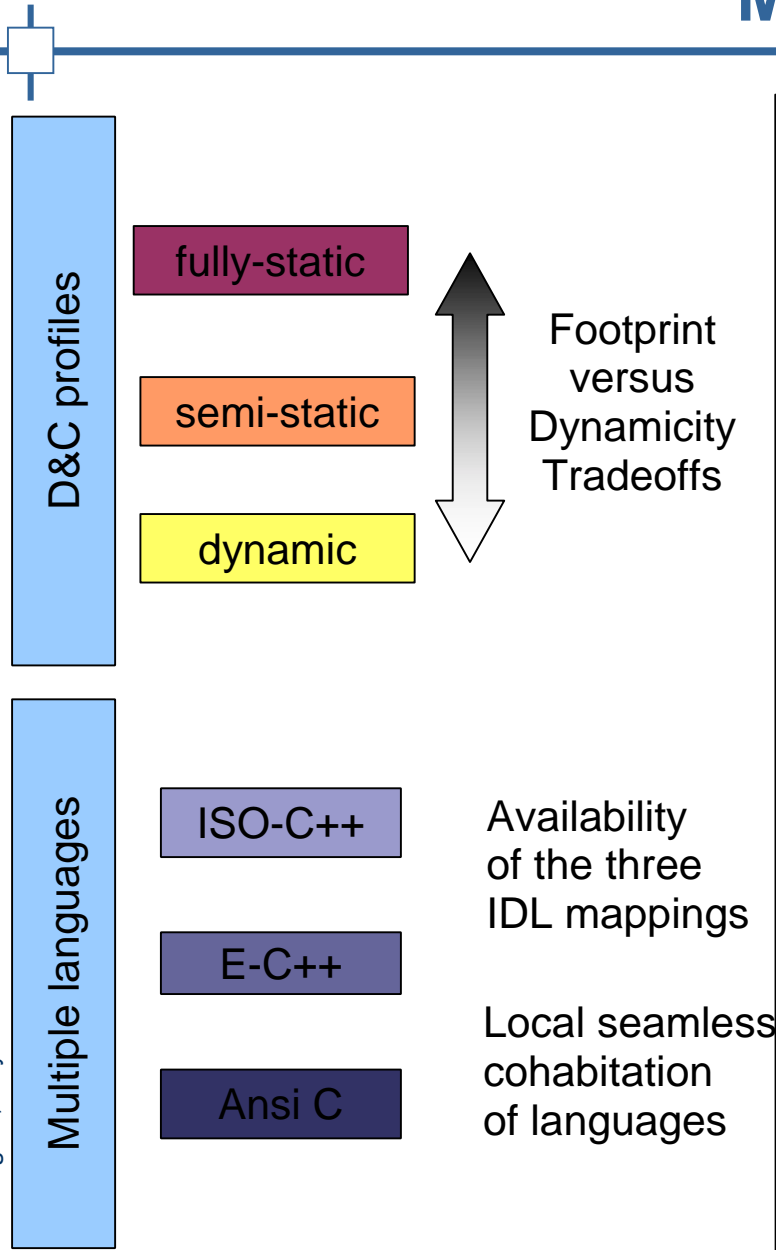 D&C profiles
fully-static
semi-static
dynamic
Footprint
versus
Dynamicity
Tradeoffs
Multiple languages
ISO-C++
E-C++
Ansi C
Availability
of the three
IDL mappings
Local seamless
cohabitation
of languages